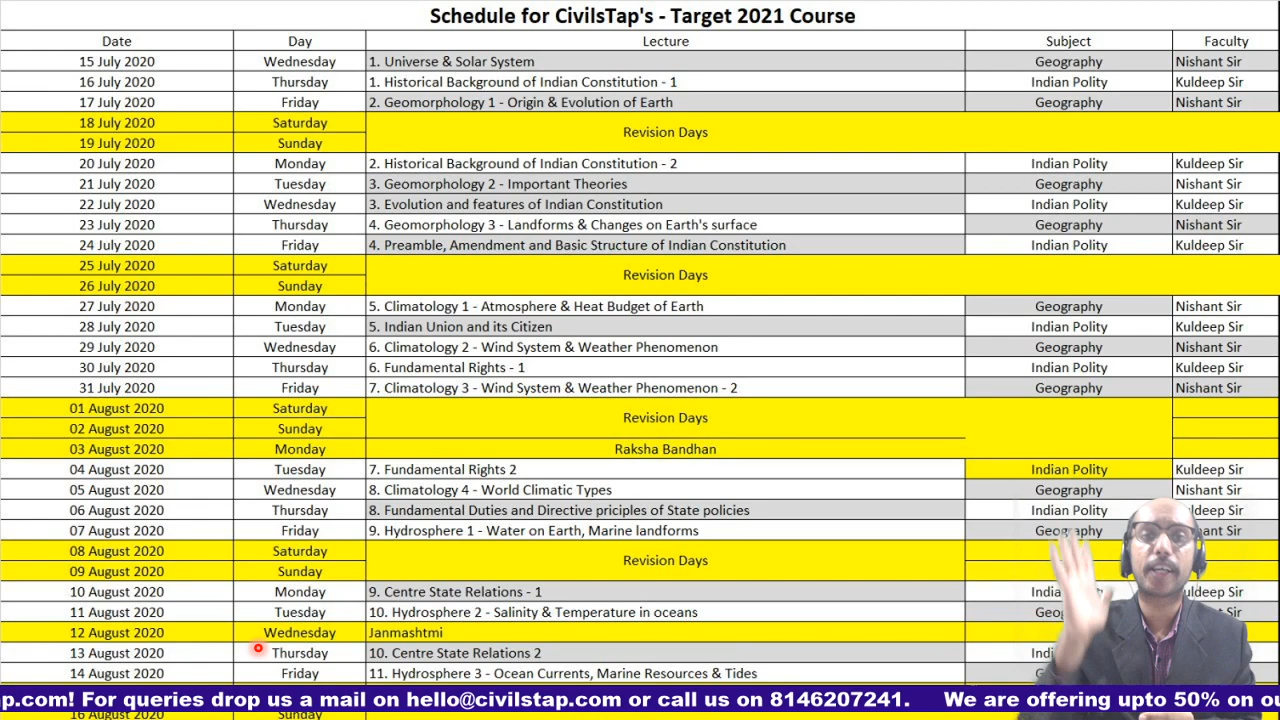 Schedule for CivilsTap's - Target 2021 Course
Date Day Lecture Subject Faculty
15 July 2020 Wednesday 1. Universe & Solar System Geography Nishant Sir
16 July 2020 Thursday 1. Historical Background of Indian Constitution - 1 Indian Polity Kuldeep Sir
17 July 2020 Friday 2. Geomorphology 1 - Origin & Evolution of Earth Geography Nishant Sir
18 July 2020 Saturday
Revision Days
19 July 2020 Sunday
20 July 2020 Monday 2. Historical Background of Indian Constitution - 2 Indian Polity Kuldeep Sir
21 July 2020 Tuesday 3. Geomorphology 2 - Important Theories Geography Nishant Sir
22 July 2020 Wednesday 3. Evolution and features of Indian Constitution Indian Polity Kuldeep Sir
23 July 2020 Thursday 4. Geomorphology 3 - Landforms & Changes on Earth's surface Geography Nishant Sir
24 July 2020 Friday 4. Preamble, Amendment and Basic Structure of Indian Constitution Indian Polity Kuldeep Sir
25 July 2020 Saturday
Revision Days
26 July 2020 Sunday
27 July 2020 Monday 5. Climatology 1 - Atmosphere & Heat Budget of Earth Geography Nishant Sir
28 July 2020 Tuesday 5. Indian Union and its Citizen Indian Polity Kuldeep Sir
29 July 2020 Wednesday 6. Climatology 2 - Wind System & Weather Phenomenon Geography Nishant Sir
30 July 2020 Thursday 6. Fundamental Rights - 1 Indian Polity Kuldeep Sir
31 July 2020 Friday 7. Climatology 3 - Wind System & Weather Phenomenon - 2 Geography Nishant Sir
01 August 2020 Saturday
Revision Days
02 August 2020 Sunday
03 August 2020 Monday Raksha Bandhan
04 August 2020 Tuesday 7. Fundamental Rights 2 Indian Polity Kuldeep Sir
05 August 2020 Wednesday 8. Climatology 4 - World Climatic Types Geography Nishant Sir
06 August 2020 Thursday 8. Fundamental Duties and Directive priciples of State policies Indian Polity ldeep Sir
07 August 2020 Friday 9. Hydrosphere 1 - Water on Earth, Marine landforms Geography Nishant Sir
08 August 2020 Saturday
Revision Days
09 August 2020 Sunday
10 August 2020 Monday 9. Centre State Relations - 1
11 August 2020 Tuesday 10. Hydrosphere 2 - Salinity & Temperature in oceans
12 August 2020 Wednesday Janmashtmi
13 August 2020 Thursday 10. Centre State Relations 2
14 August 2020 Friday 11. Hydrosphere 3 - Ocean Currents, Marine Resources & Tides
ap.com! For queries drop us a mail on hello@civilstap.com or call us on 8146207241. We are offering upto 50% on ou
16 August 2020 Sunday